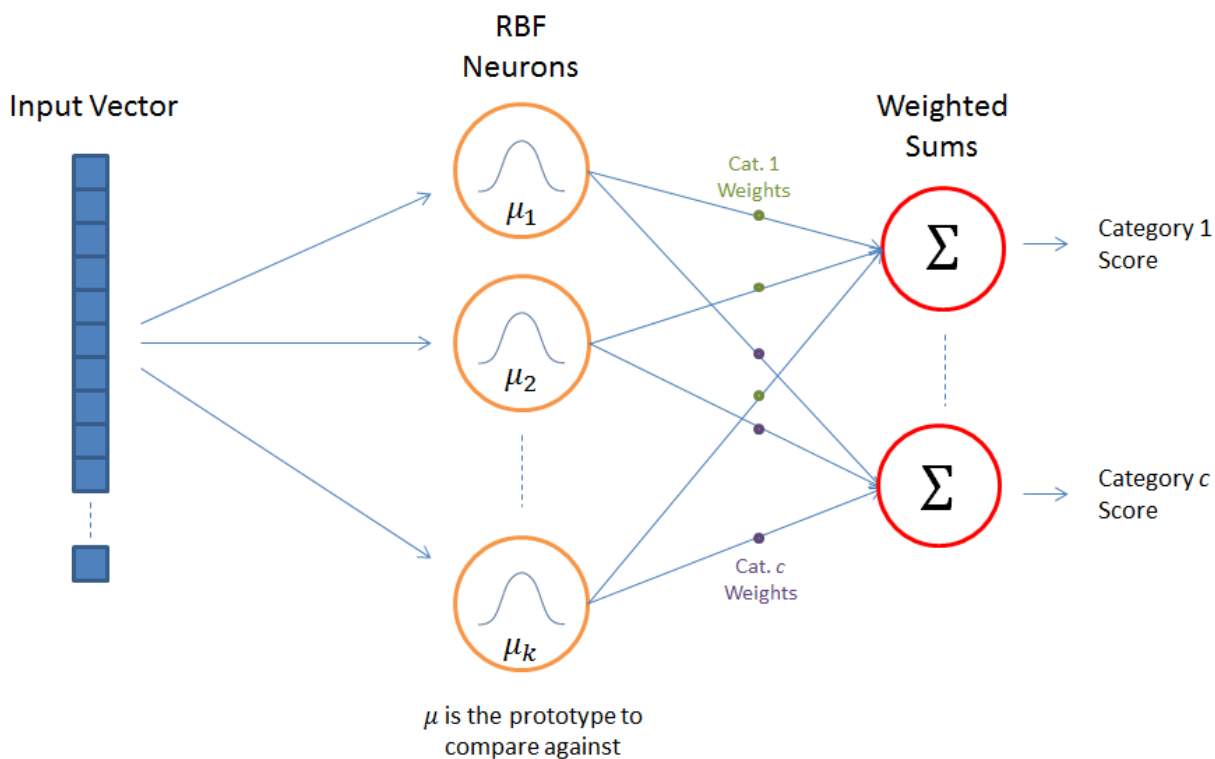 RBF
Neurons
Input Vector
Weighted
Sums
Cat. 1
Weights
μ₁
Σ
Category 1
Score
μ₂
Σ
Category c
Score
Cat. c
Weights
μₖ
μ is the prototype to
compare against